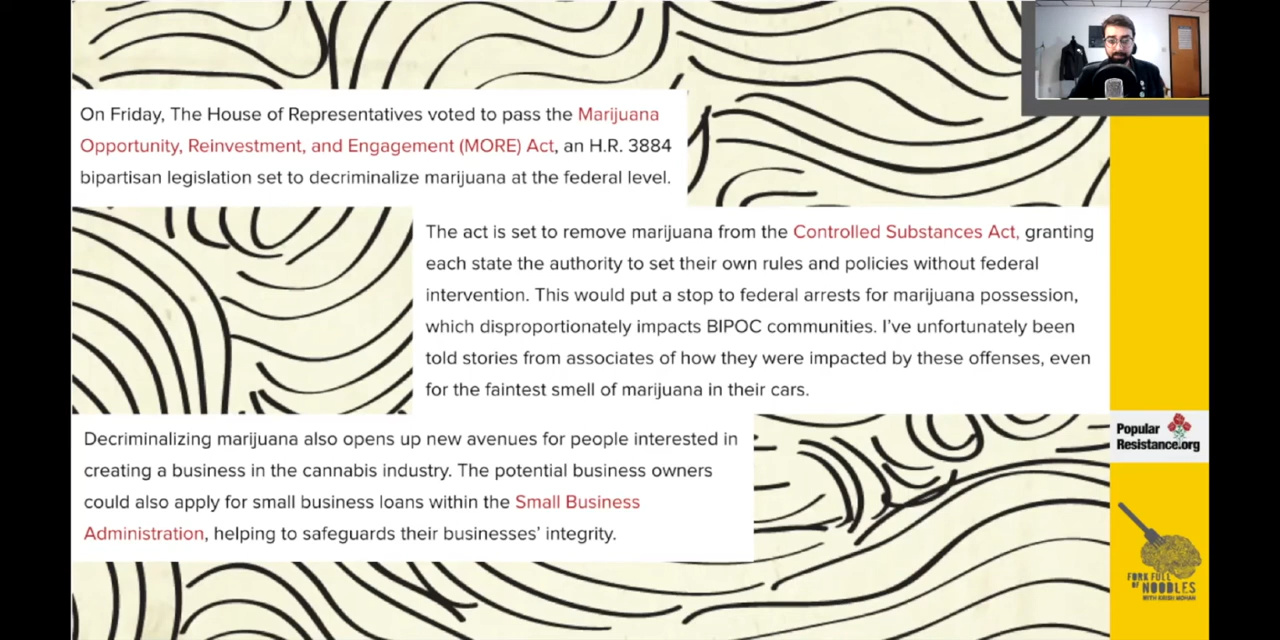 On Friday, The House of Representatives voted to pass the Marijuana
Opportunity, Reinvestment, and Engagement (MORE) Act, an H.R. 3884
bipartisan legislation set to decriminalize marijuana at the federal level.
The act is set to remove marijuana from the Controlled Substances Act, granting
each state the authority to set their own rules and policies without federal
intervention. This would put a stop to federal arrests for marijuana possession,
which disproportionately impacts BIPOC communities. I've unfortunately been
told stories from associates of how they were impacted by these offenses, even
for the faintest smell of marijuana in their cars.
Decriminalizing marijuana also opens up new avenues for people interested in
creating a business in the cannabis industry. The potential business owners
could also apply for small business loans within the Small Business
Administration, helping to safeguards their businesses' integrity.
Popular
Resistance.org
FORK FULL
OF NOODLES
WITH KRISH MOHAN